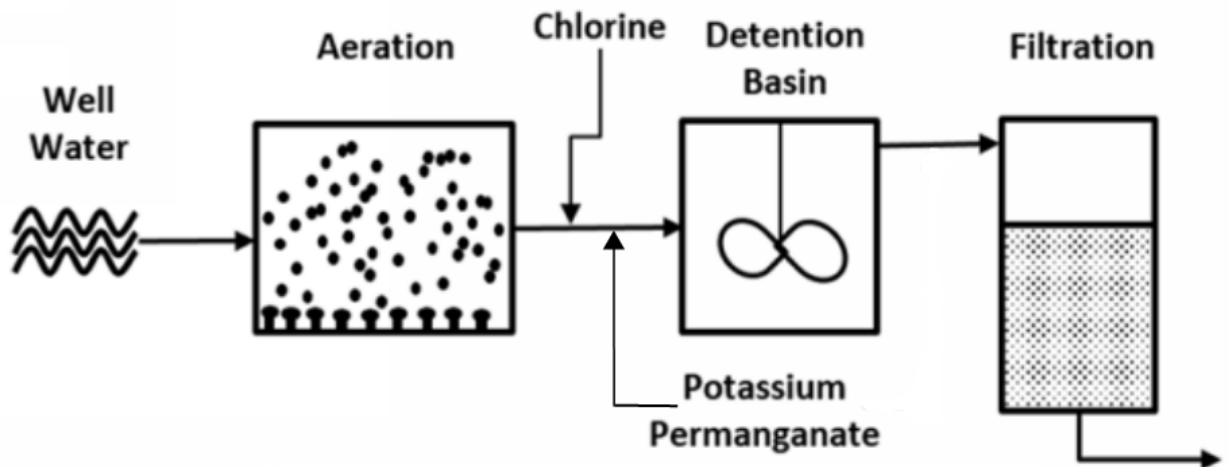 Well
Water
Aeration
Chlorine
Detention
Basin
Filtration
Potassium
Permanganate